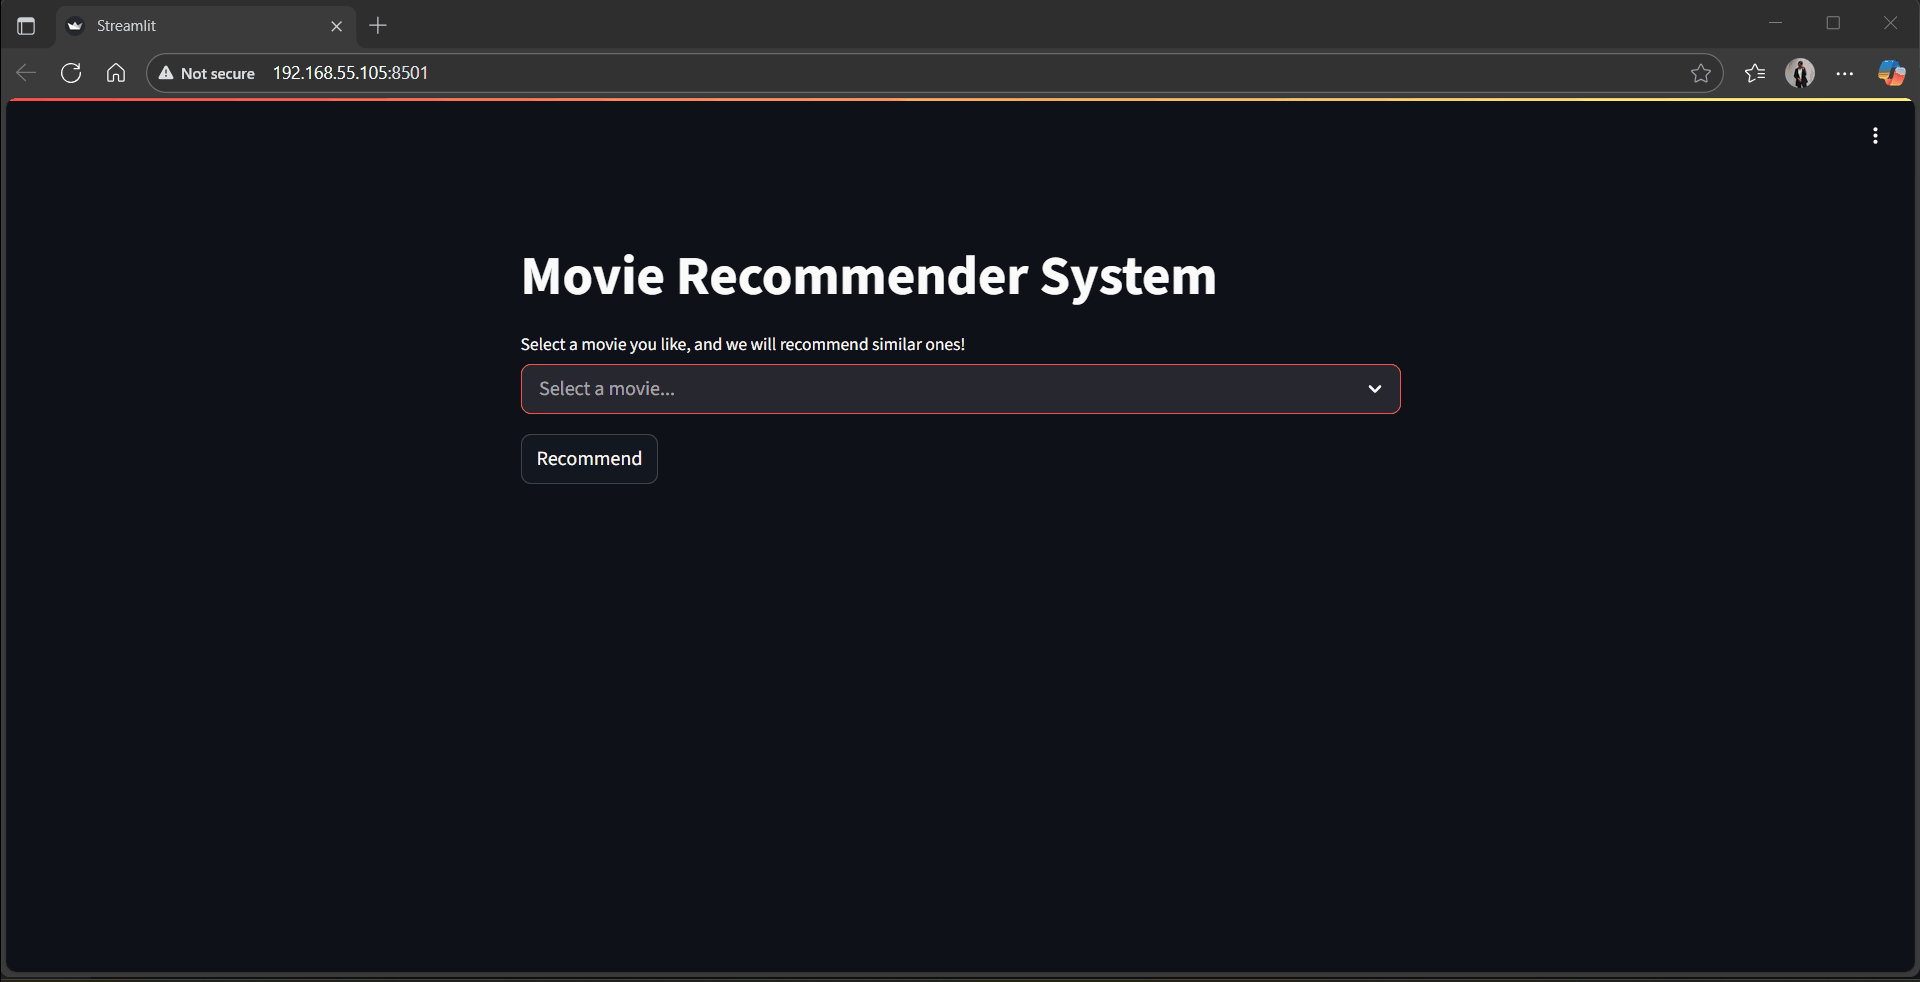 Streamlit
Not secure 192.168.55.105:8501
Movie Recommender System
Select a movie you like, and we will recommend similar ones!
Select a movie...
Recommend